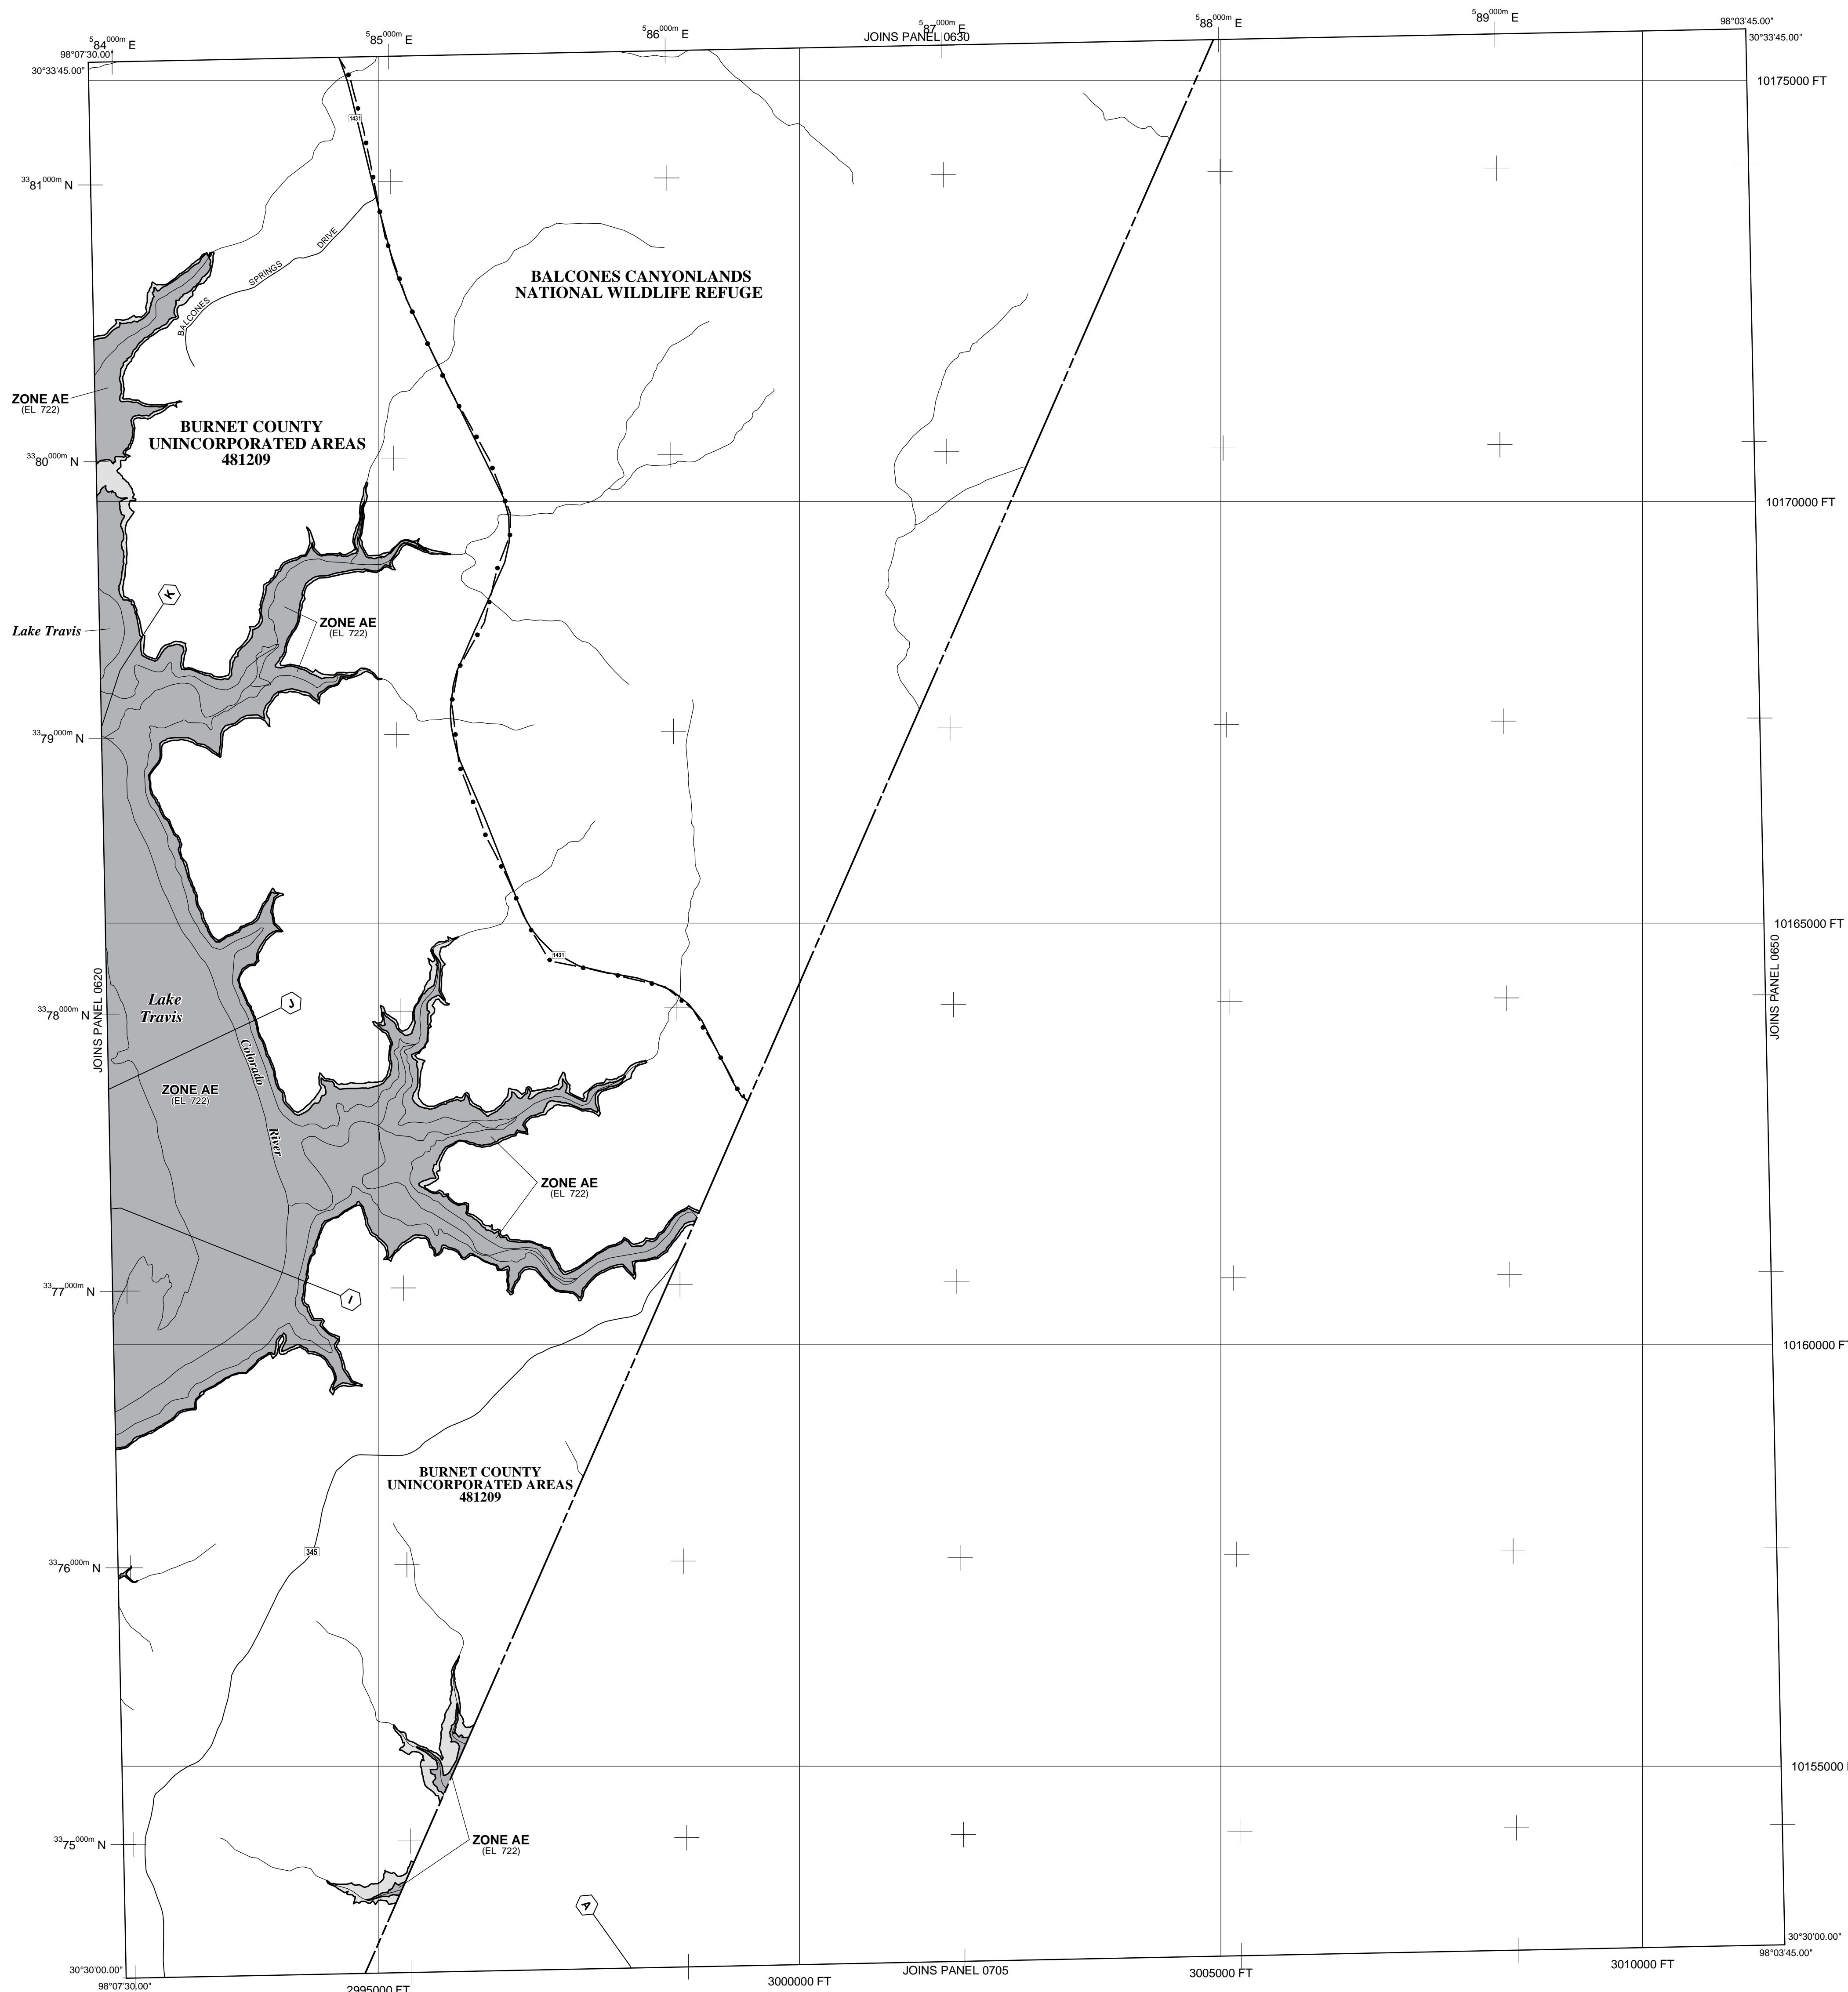 584000m E
585000m E
586000m E
587000m E
588000m E
589000m E
JOINS PANEL 0630
98°07'30.00"
30°33'45.00"
98°03'45.00"
30°33'45.00"
10175000 FT
1431
3381000m N
BALCONES SPRINGS DRIVE
BALCONES CANYONLANDS
NATIONAL WILDLIFE REFUGE
ZONE AE
(EL 722)
BURNET COUNTY
UNINCORPORATED AREAS
481209
3380000m N
10170000 FT
K
Lake Travis
ZONE AE
(EL 722)
3379000m N
10165000 FT
1431
JOINS PANEL 0620
JOINS PANEL 0650
Lake
Travis
J
3378000m N
Colorado
River
ZONE AE
(EL 722)
ZONE AE
(EL 722)
3377000m N
I
10160000 FT
BURNET COUNTY
UNINCORPORATED AREAS
481209
345
3376000m N
10155000
ZONE AE
(EL 722)
3375000m N
A
30°30'00.00"
98°07'30.00"
2995000 FT
3000000 FT
JOINS PANEL 0705
3005000 FT
3010000 FT
30°30'00.00"
98°03'45.00"